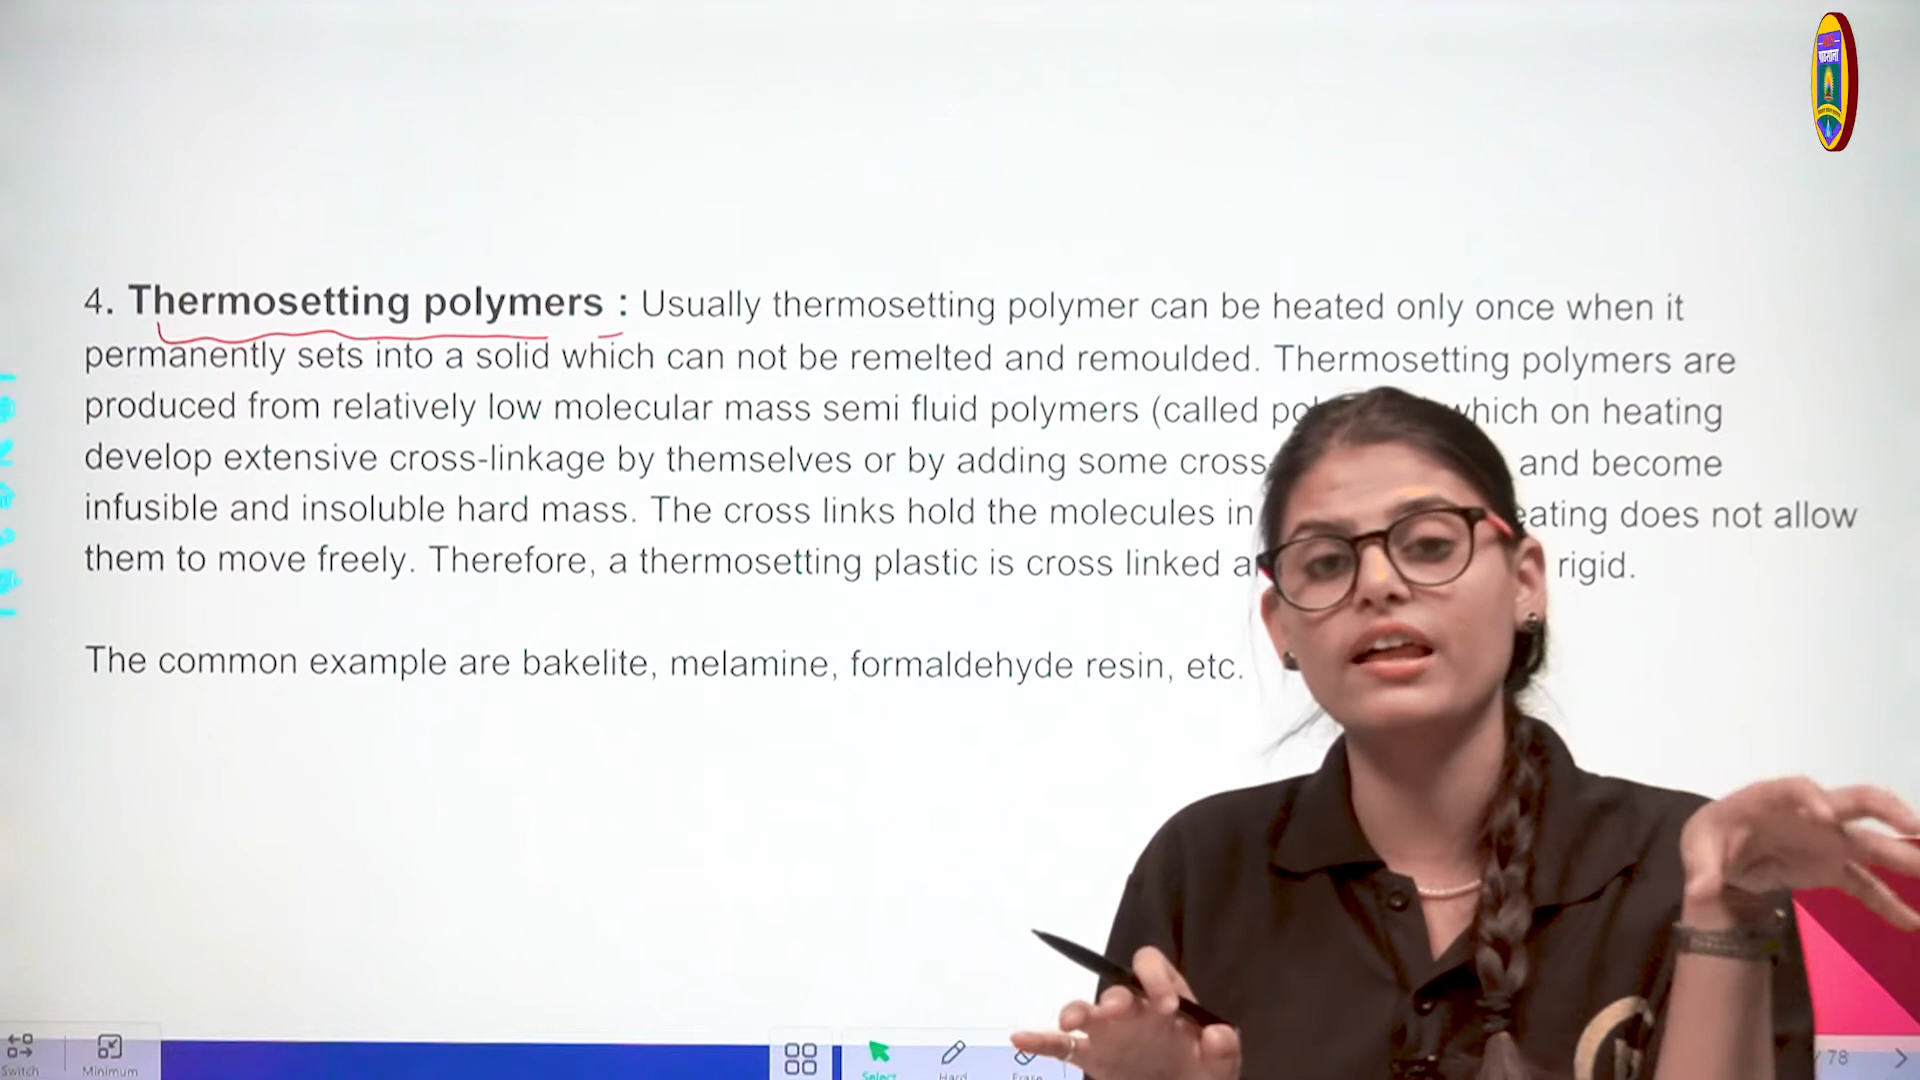 पाठशाला
4. Thermosetting polymers : Usually thermosetting polymer can be heated only once when it
permanently sets into a solid which can not be remelted and remoulded. Thermosetting polymers are
produced from relatively low molecular mass semi fluid polymers (called which on heating
develop extensive cross-linkage by themselves or by adding some cross- and become
infusible and insoluble hard mass. The cross links hold the molecules in does not allow
them to move freely. Therefore, a thermosetting plastic is cross linked rigid.
The common example are bakelite, melamine, formaldehyde resin, etc.
Switch Minimum Select Hard Erase / 78